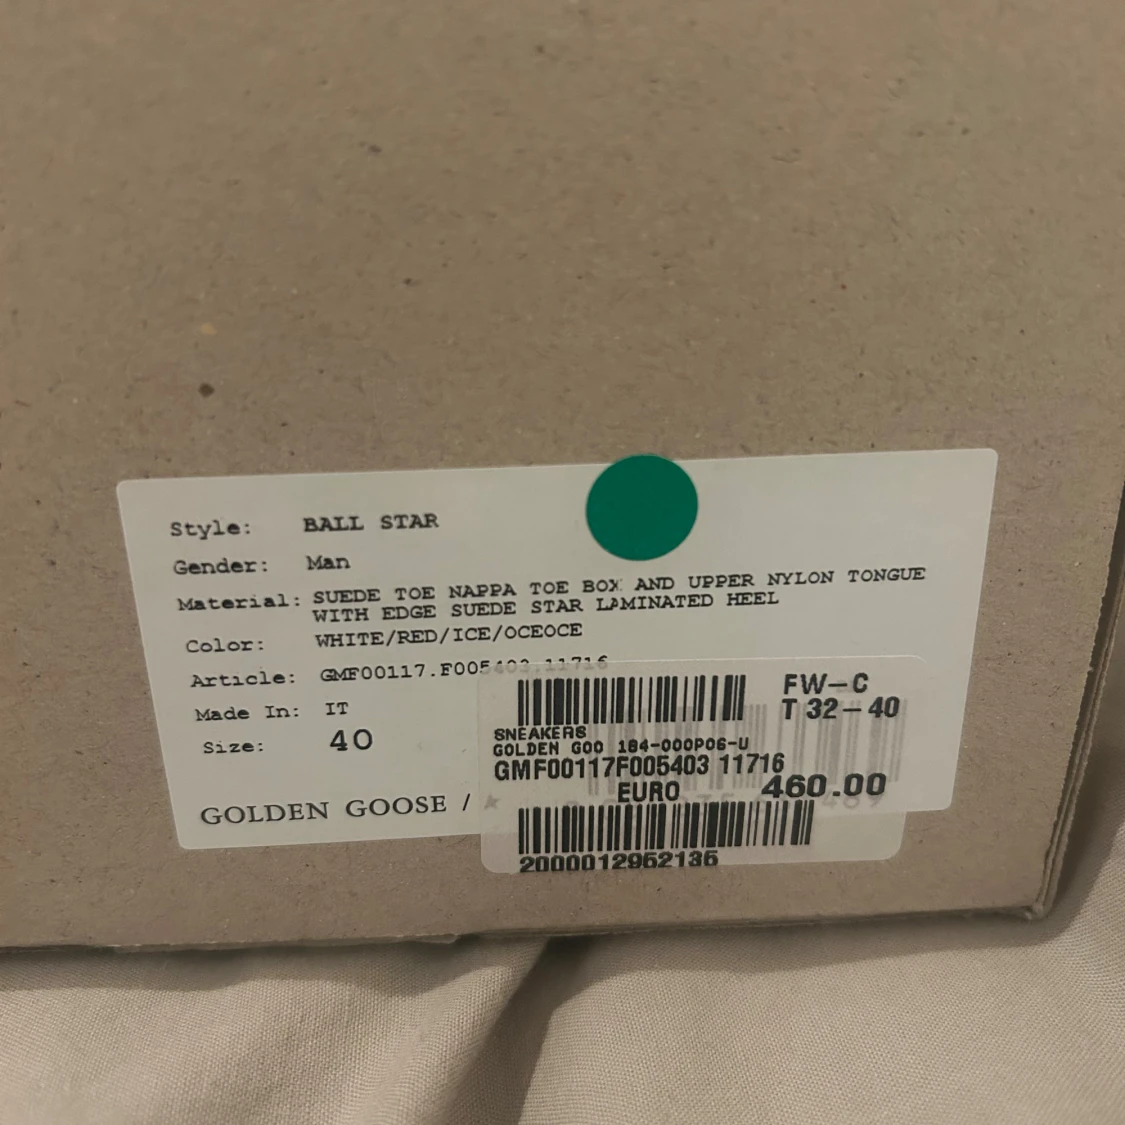 Style: BALL STAR
Gender: Man
Material: SUEDE TOE NAPPA TOE BOX AND UPPER NYLON TONGUE
WITH EDGE SUEDE STAR LAMINATED HEEL
Color: WHITE/RED/ICE/OCEOCE
Article: GMF00117.F005403.11716
Made In: IT
Size: 40
GOLDEN GOOSE /
FW-C
T 32-40
SNEAKERS
GOLDEN GOO 184-000P06-U
GMF00117F005403 11716
EURO 460.00
2000012952135